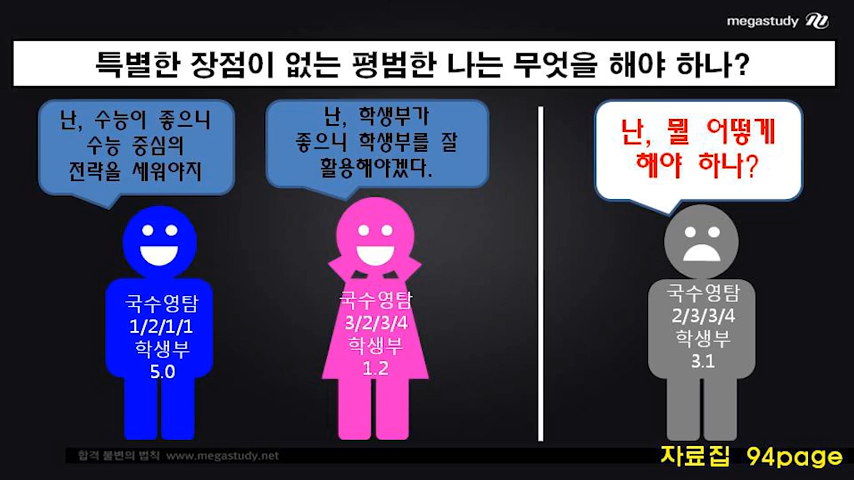 megastudy
특별한 장점이 없는 평범한 나는 무엇을 해야 하나?
난, 수능이 좋으니
수능 중심의
전략을 세워야지
난, 학생부가
좋으니 학생부를 잘
활용해야겠다.
난, 뭘 어떻게
해야 하나?
국수영탐
1/2/1/1
학생부
5.0
국수영탐
3/2/3/4
학생부
1.2
국수영탐
2/3/3/4
학생부
3.1
합격 불변의 법칙 www.megastudy.net
자료집 94page